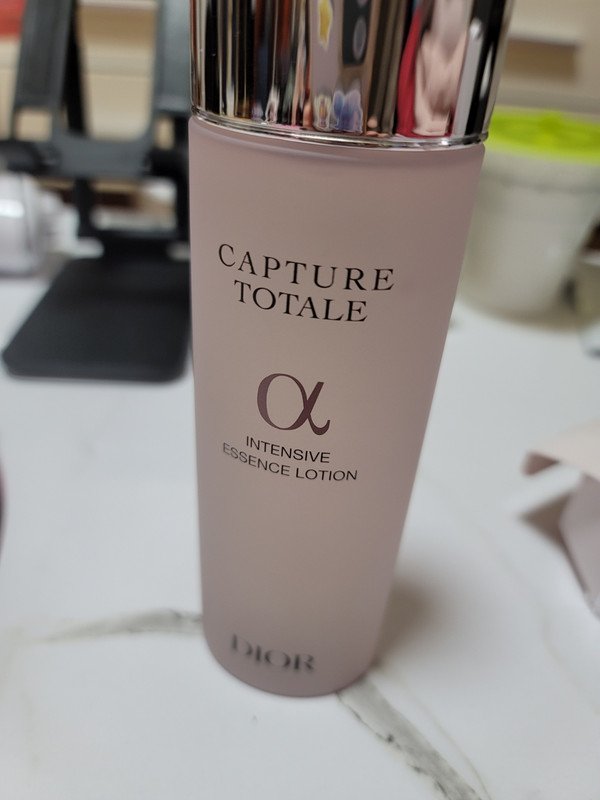 CAPTURE
TOTALE
α
INTENSIVE
ESSENCE LOTION
DIOR